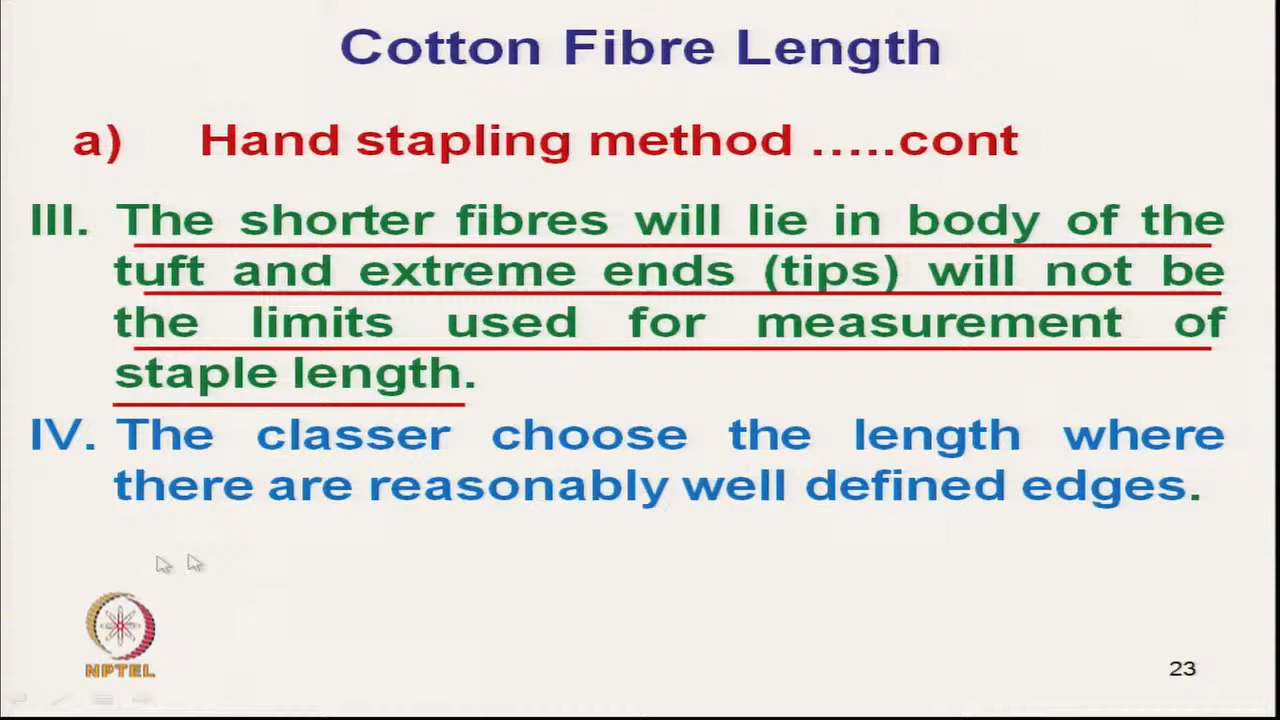 Cotton Fibre Length
a) Hand stapling method …..cont
III. The shorter fibres will lie in body of the
tuft and extreme ends (tips) will not be
the limits used for measurement of
staple length.
IV. The classer choose the length where
there are reasonably well defined edges.
NPTEL
23